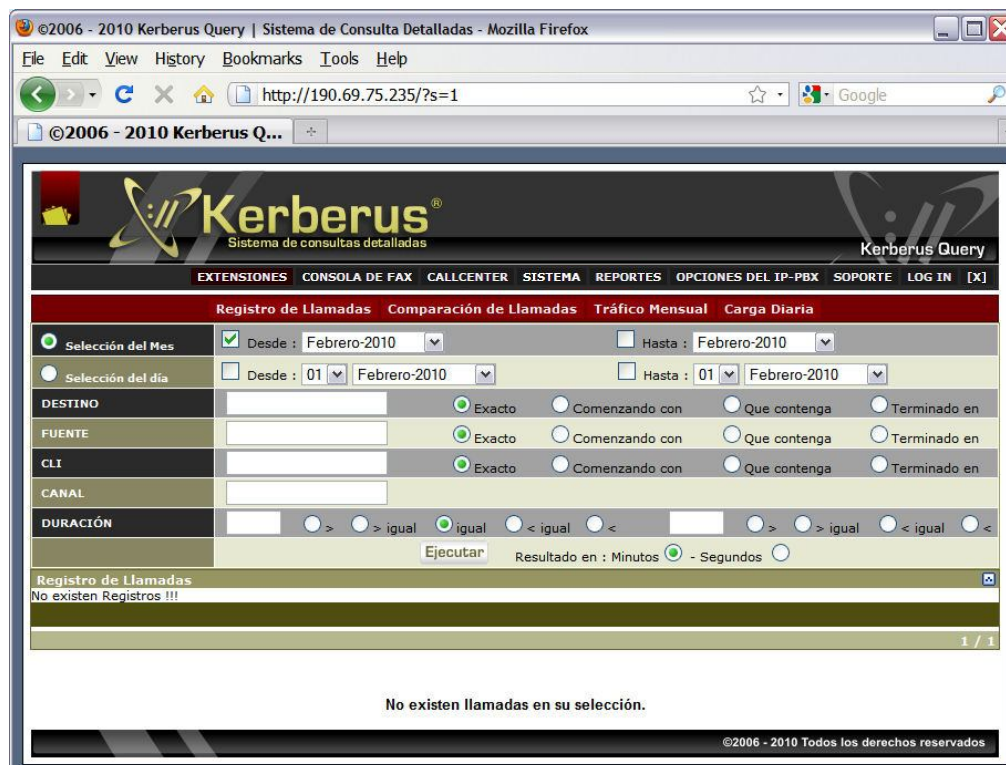 ©2006 - 2010 Kerberus Query | Sistema de Consulta Detalladas - Mozilla Firefox
File Edit View History Bookmarks Tools Help
http://190.69.75.235/?s=1 Google
©2006 - 2010 Kerberus Q...
Kerberus®
Sistema de consultas detalladas
Kerberus Query
EXTENSIONES CONSOLA DE FAX CALLCENTER SISTEMA REPORTES OPCIONES DEL IP-PBX SOPORTE LOG IN [X]
Registro de Llamadas Comparación de Llamadas Tráfico Mensual Carga Diaria
Selección del Mes Desde : Febrero-2010 Hasta : Febrero-2010
Selección del día Desde : 01 Febrero-2010 Hasta : 01 Febrero-2010
DESTINO Exacto Comenzando con Que contenga Terminado en
FUENTE Exacto Comenzando con Que contenga Terminado en
CLI Exacto Comenzando con Que contenga Terminado en
CANAL
DURACIÓN > > igual igual < igual < > > igual < igual <
Ejecutar Resultado en : Minutos - Segundos
Registro de Llamadas
No existen Registros !!!
1 / 1
No existen llamadas en su selección.
©2006 - 2010 Todos los derechos reservados